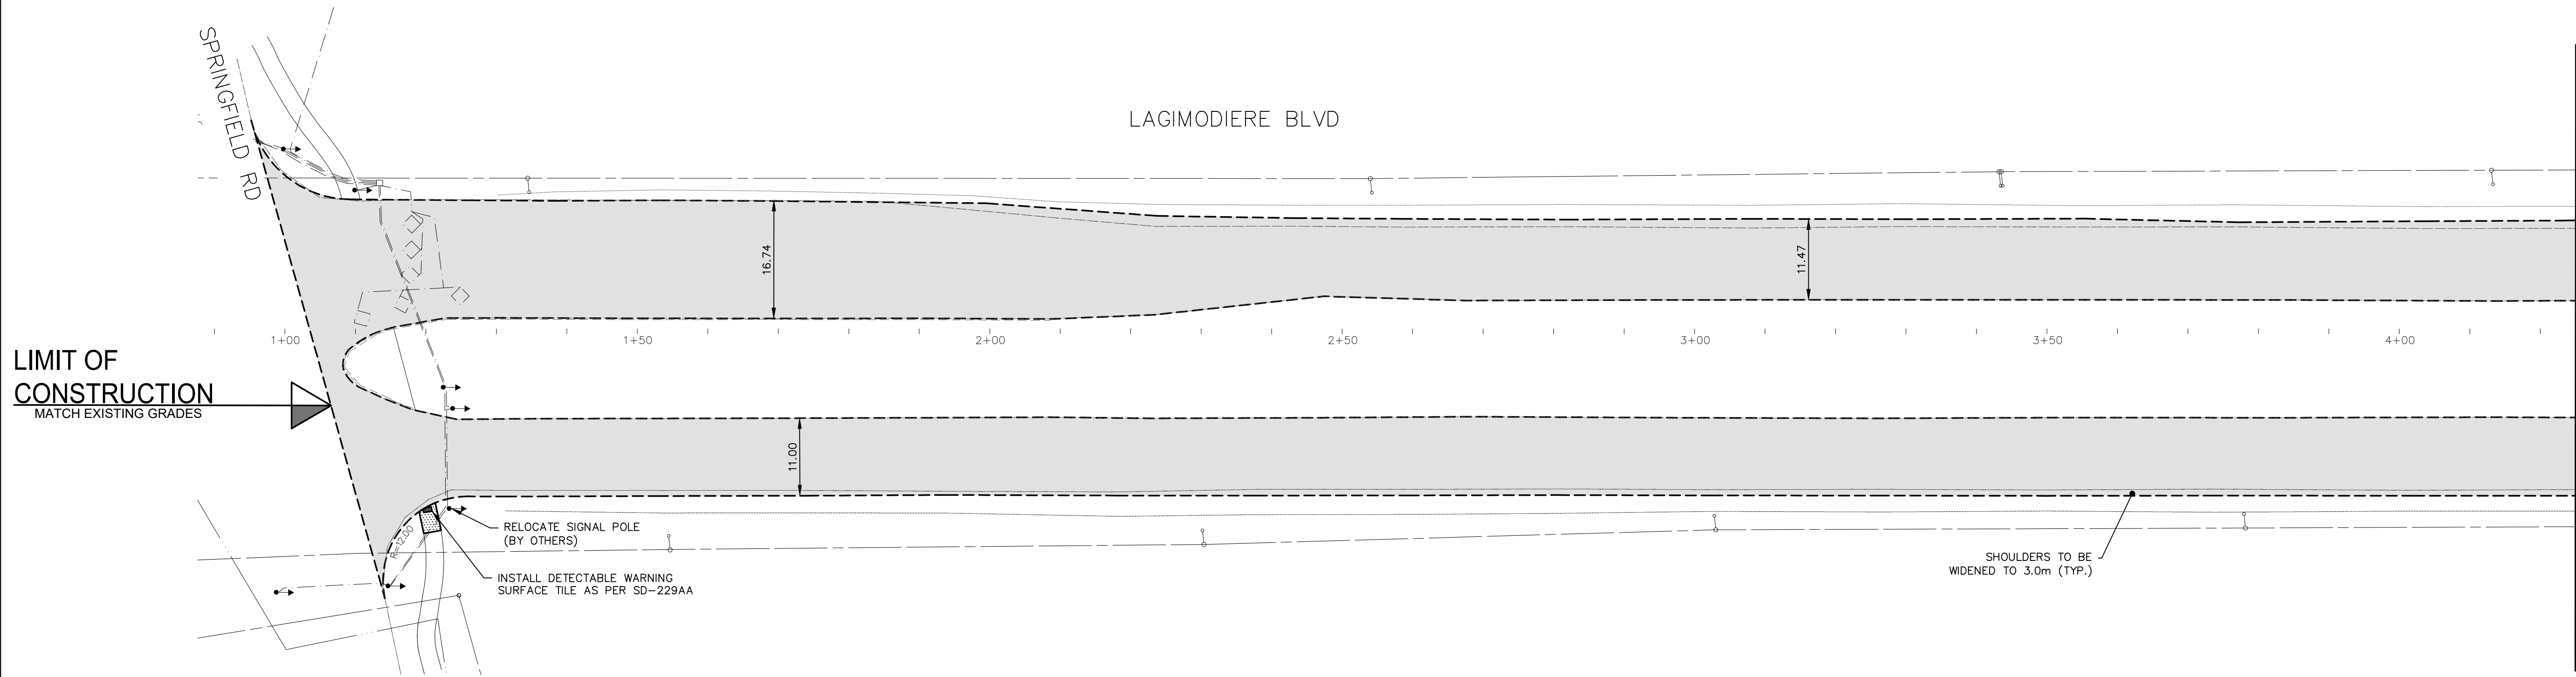 SPRINGFIELD RD
LAGIMODIERE BLVD
16.74
11.47
1+00
1+50
2+00
2+50
3+00
3+50
4+00
LIMIT OF
CONSTRUCTION
MATCH EXISTING GRADES
11.00
R=12.00
RELOCATE SIGNAL POLE
(BY OTHERS)
INSTALL DETECTABLE WARNING
SURFACE TILE AS PER SD-229AA
SHOULDERS TO BE
WIDENED TO 3.0m (TYP.)